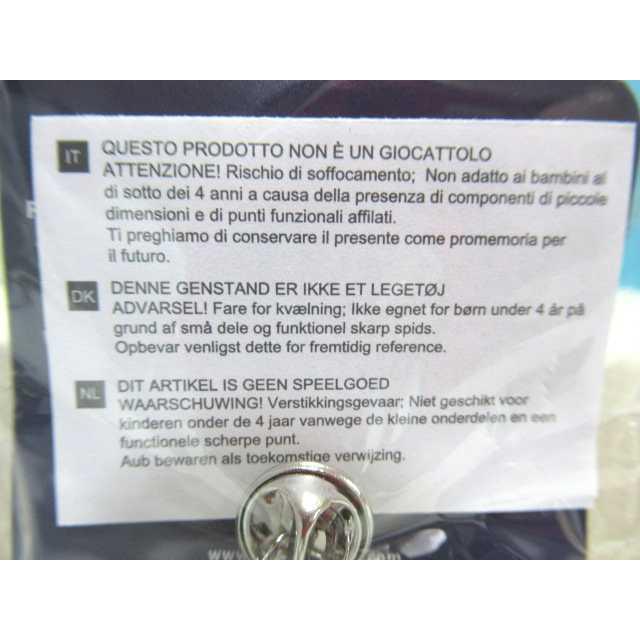 IT QUESTO PRODOTTO NON È UN GIOCATTOLO
ATTENZIONE! Rischio di soffocamento; Non adatto ai bambini al
di sotto dei 4 anni a causa della presenza di componenti di piccole
dimensioni e di punti funzionali affilati.
Ti preghiamo di conservare il presente come promemoria per
il futuro.
DK DENNE GENSTAND ER IKKE ET LEGETØJ
ADVARSEL! Fare for kvælning; Ikke egnet for børn under 4 år på
grund af små dele og funktionel skarp spids.
Opbevar venligst dette for fremtidig reference.
NL DIT ARTIKEL IS GEEN SPEELGOED
WAARSCHUWING! Verstikkingsgevaar; Niet geschikt voor
kinderen onder de 4 jaar vanwege de kleine onderdelen en een
functionele scherpe punt.
Aub bewaren als toekomstige verwijzing.